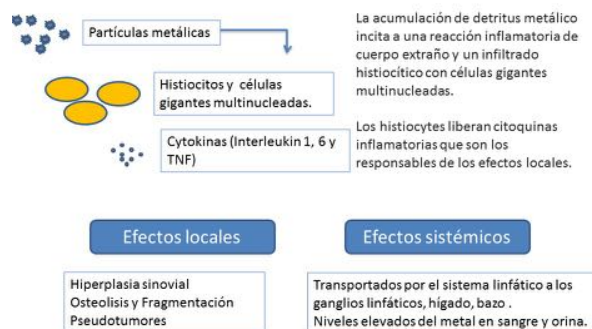 Partículas metálicas
Histiocitos y células
gigantes multinucleadas.
Cytokinas (Interleukin 1, 6 y
TNF)
La acumulación de detritus metálico
incita a una reacción inflamatoria de
cuerpo extraño y un infiltrado
histiocítico con células gigantes
multinucleadas.
Los histiocytes liberan citoquinas
inflamatorias que son los
responsables de los efectos locales.
Efectos locales
Hiperplasia sinovial
Osteolisis y Fragmentación
Pseudotumores
Efectos sistémicos
Transportados por el sistema linfático a los
ganglios linfáticos, hígado, bazo .
Niveles elevados del metal en sangre y orina.